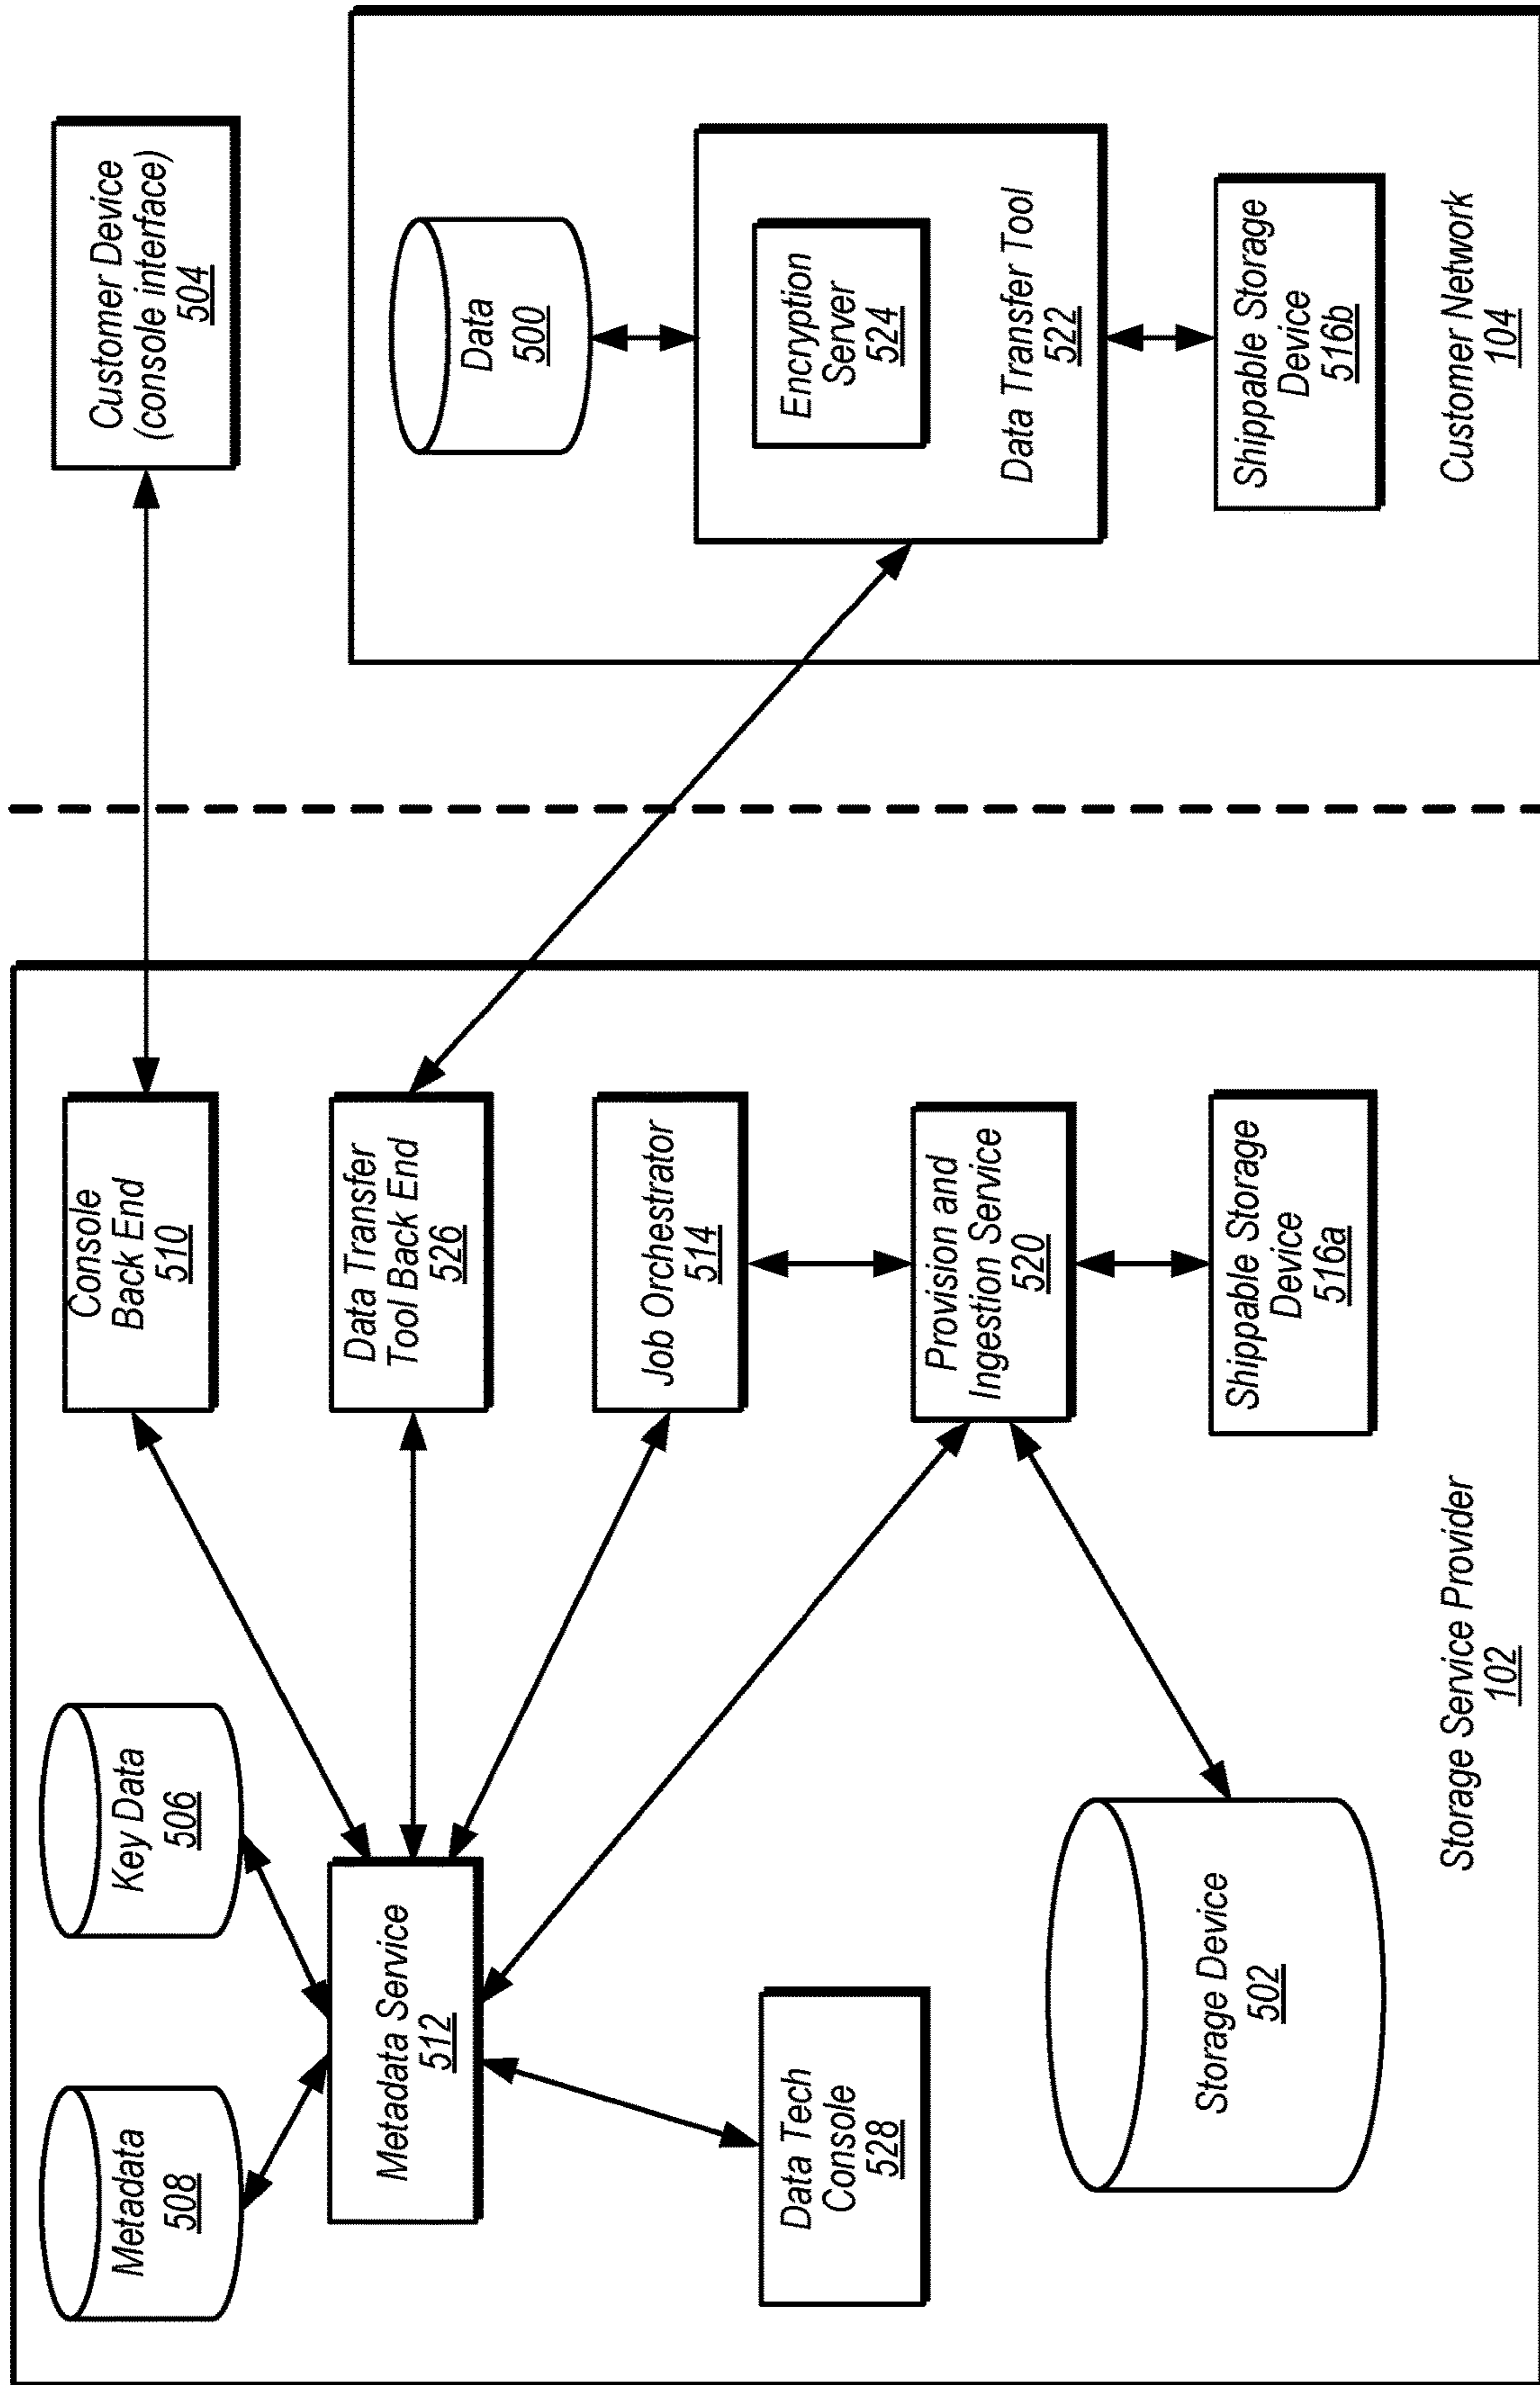 Metadata
508
Key Data
506
Console
Back End
510
Customer Device
(console interface)
504
Metadata Service
512
Data Transfer
Tool Back End
526
Data
500
Job Orchestrator
514
Encryption
Server
524
Data Tech
Console
528
Provision and
Ingestion Service
520
Data Transfer Tool
522
Storage Device
502
Shippable Storage
Device
516a
Shippable Storage
Device
516b
Storage Service Provider
102
Customer Network
104